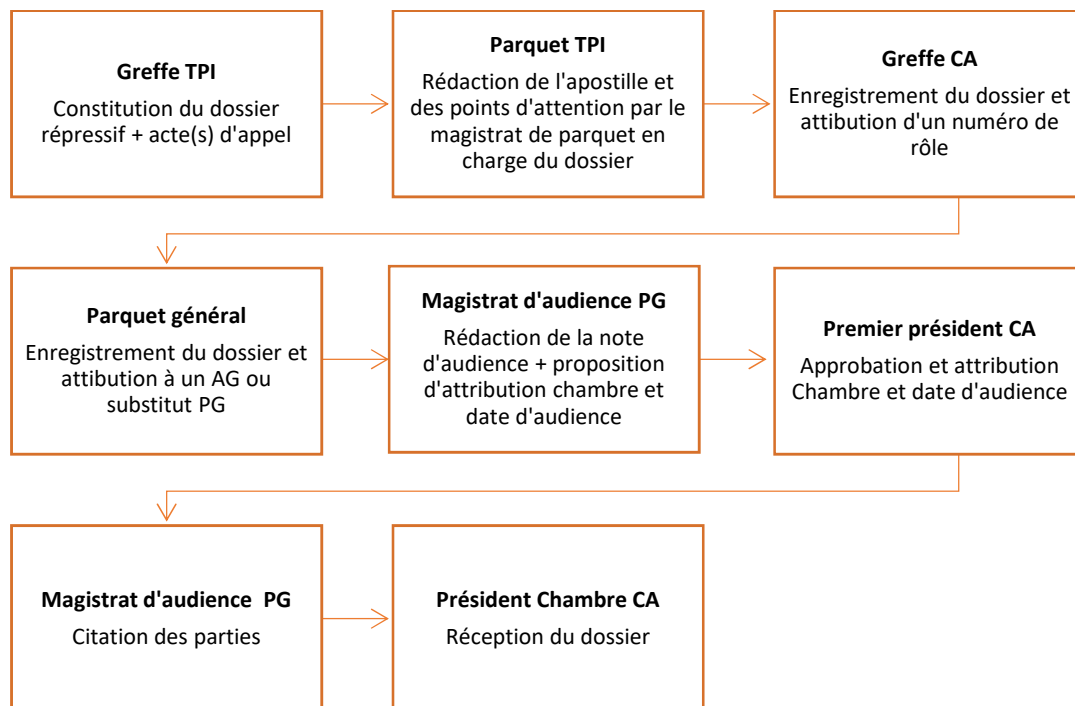 Greffe TPI
Constitution du dossier
répressif + acte(s) d'appel
Parquet TPI
Rédaction de l'apostille et
des points d'attention par le
magistrat de parquet en
charge du dossier
Greffe CA
Enregistrement du dossier et
attibution d'un numéro de
rôle
Parquet général
Enregistrement du dossier et
attibution à un AG ou
substitut PG
Magistrat d'audience PG
Rédaction de la note
d'audience + proposition
d'attribution chambre et
date d'audience
Premier président CA
Approbation et attribution
Chambre et date d'audience
Magistrat d'audience  PG
Citation des parties
Président Chambre CA
Réception du dossier